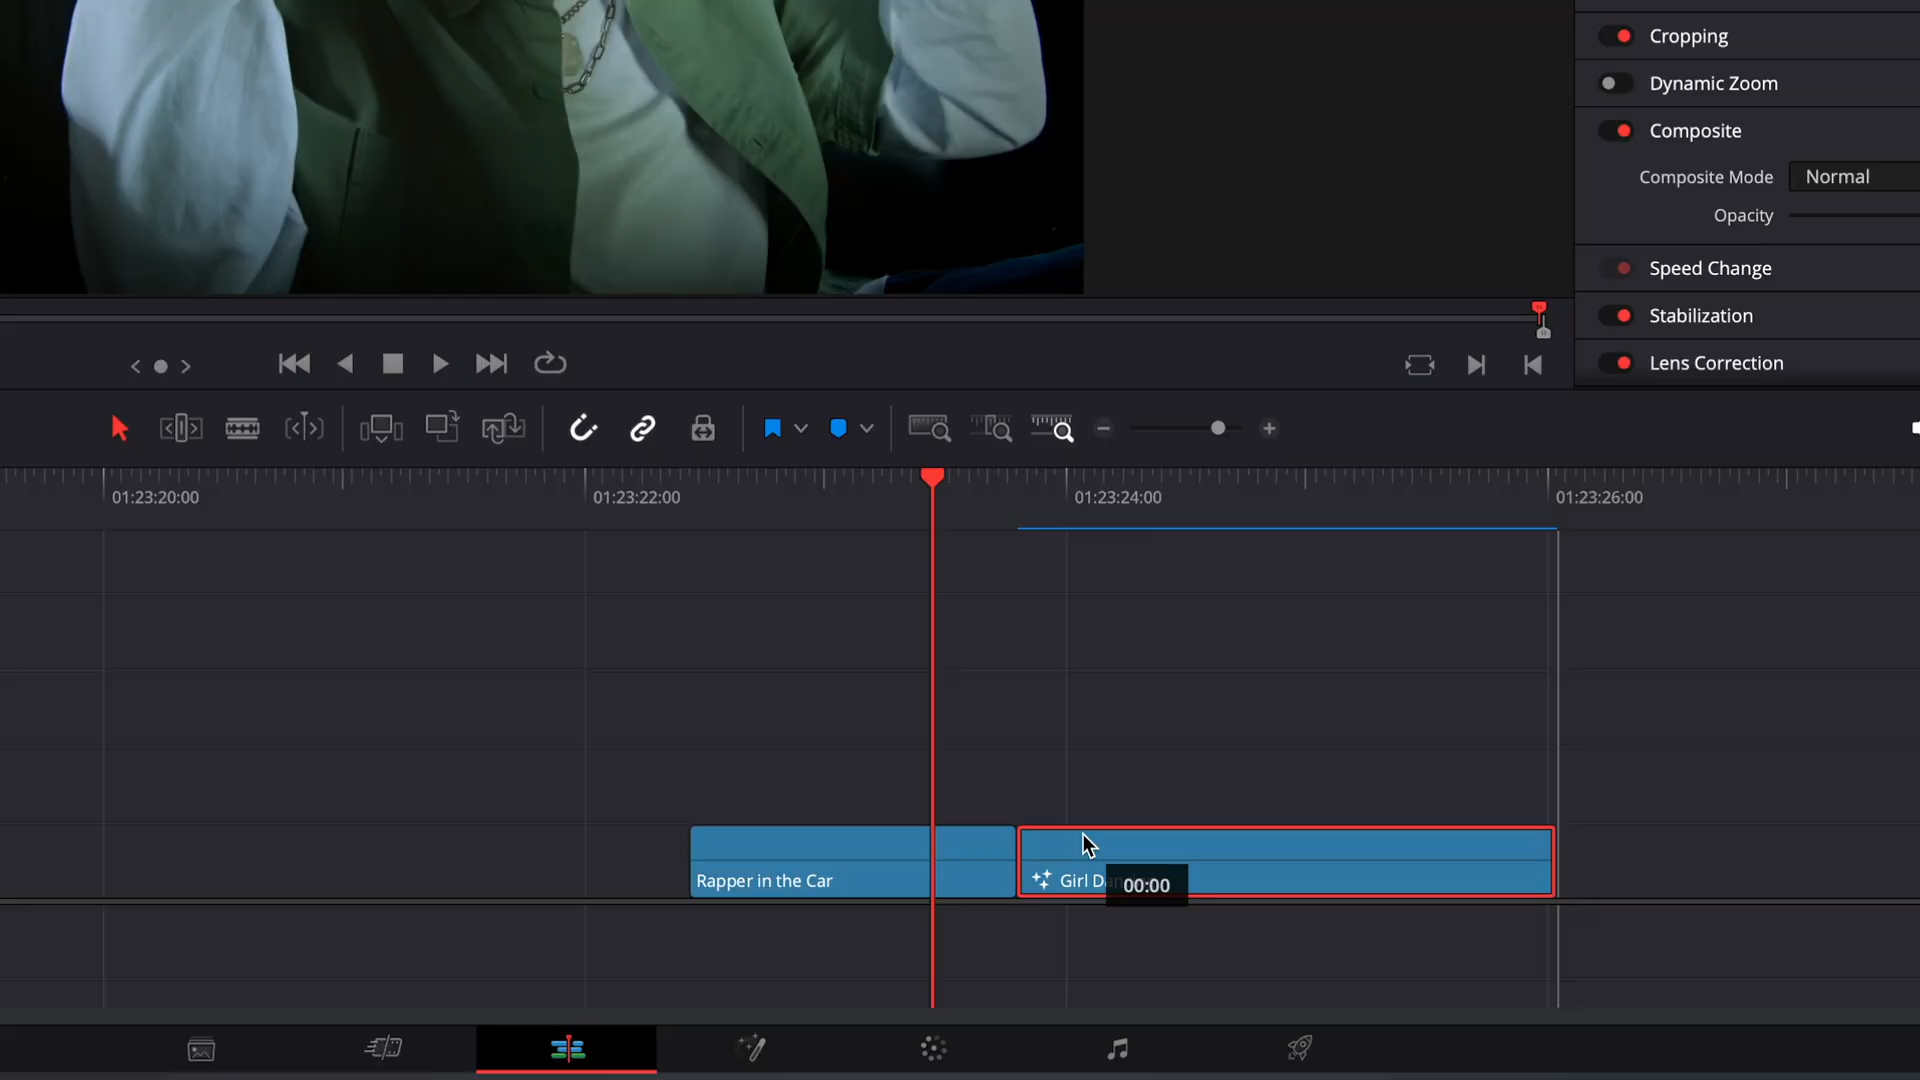 Cropping
Dynamic Zoom
Composite
Composite Mode Normal
Opacity
Speed Change
Stabilization
Lens Correction
01:23:20:00 01:23:22:00 01:23:24:00 01:23:26:00
Rapper in the Car
Girl
00:00